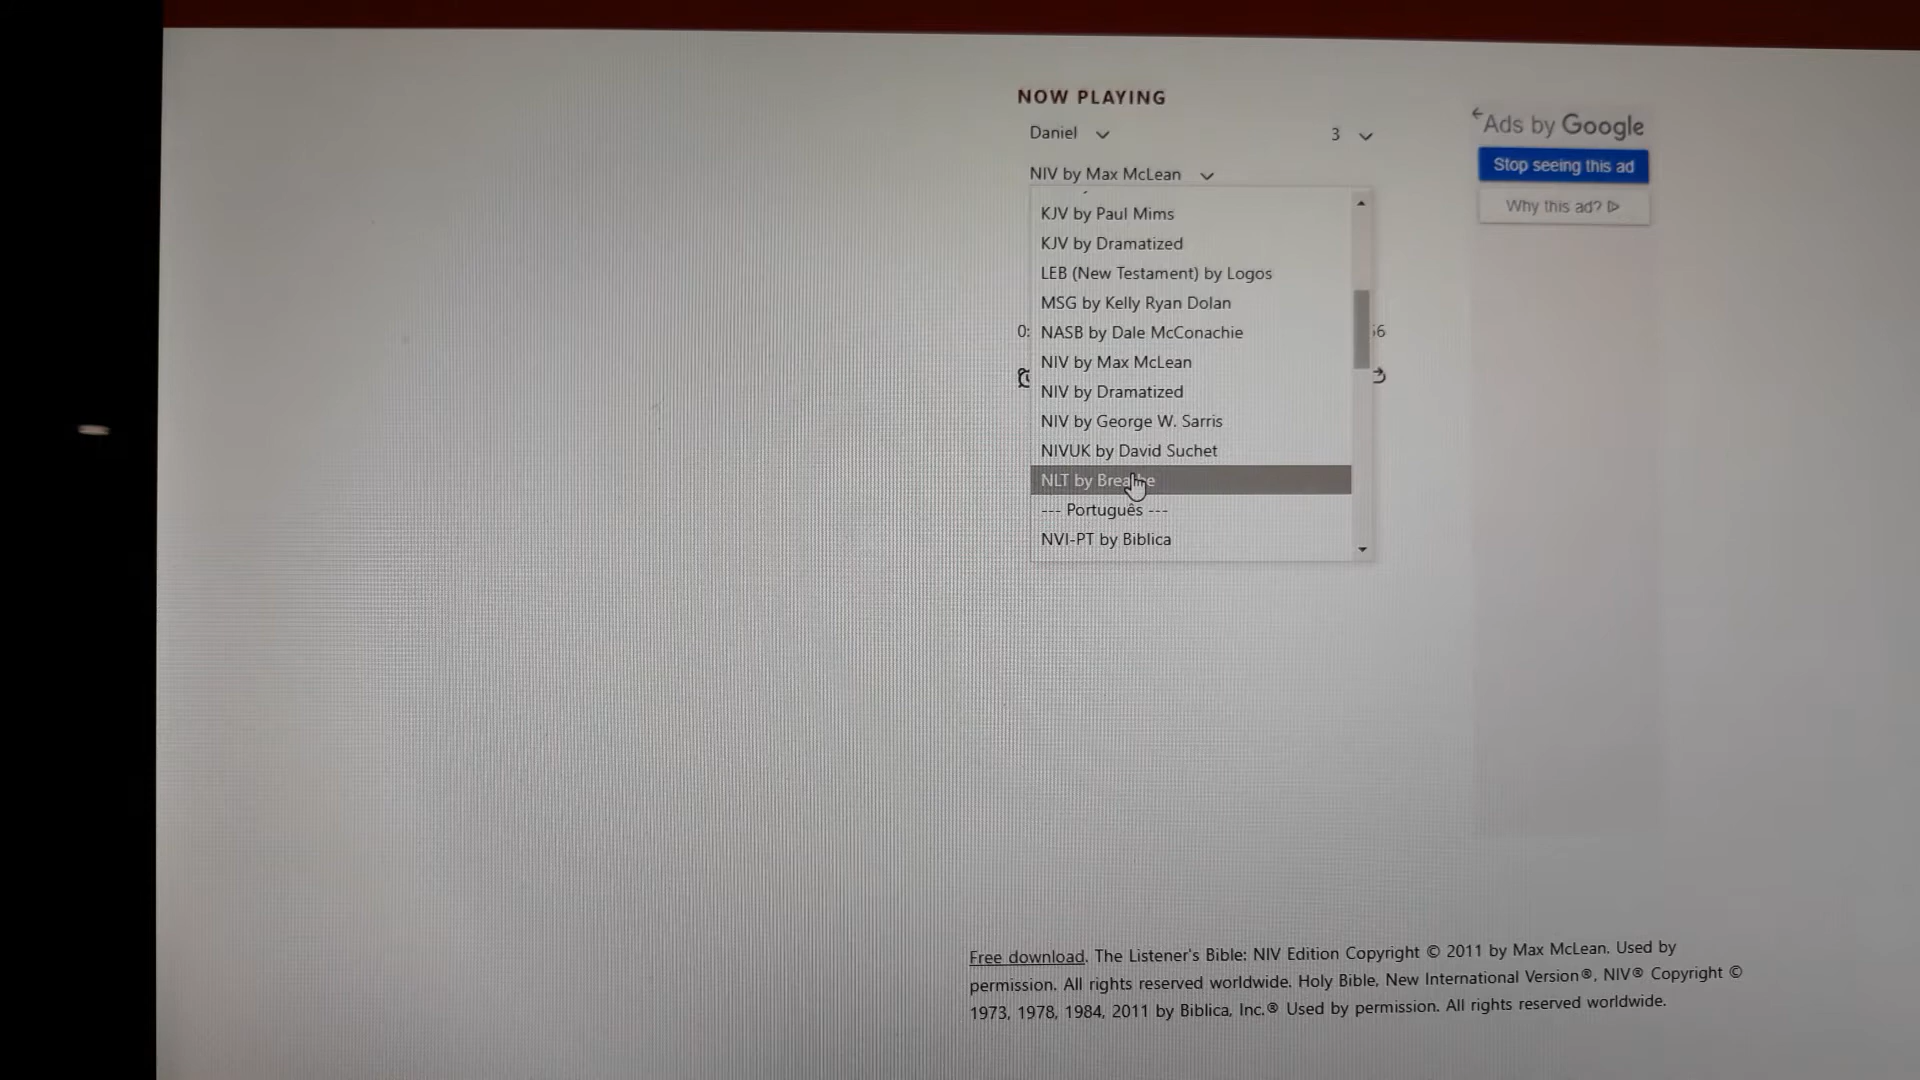 NOW PLAYING
Daniel
3
NIV by Max McLean
KJV by Paul Mims
KJV by Dramatized
LEB (New Testament) by Logos
MSG by Kelly Ryan Dolan
NASB by Dale McConachie
NIV by Max McLean
NIV by Dramatized
NIV by George W. Sarris
NIVUK by David Suchet
NLT by Breathe
--- Português ---
NVI-PT by Biblica
0:
Ads by Google
Stop seeing this ad
Why this ad?
Free download. The Listener's Bible: NIV Edition Copyright © 2011 by Max McLean. Used by
permission. All rights reserved worldwide. Holy Bible, New International Version®, NIV® Copyright ©
1973, 1978, 1984, 2011 by Biblica, Inc.® Used by permission. All rights reserved worldwide.